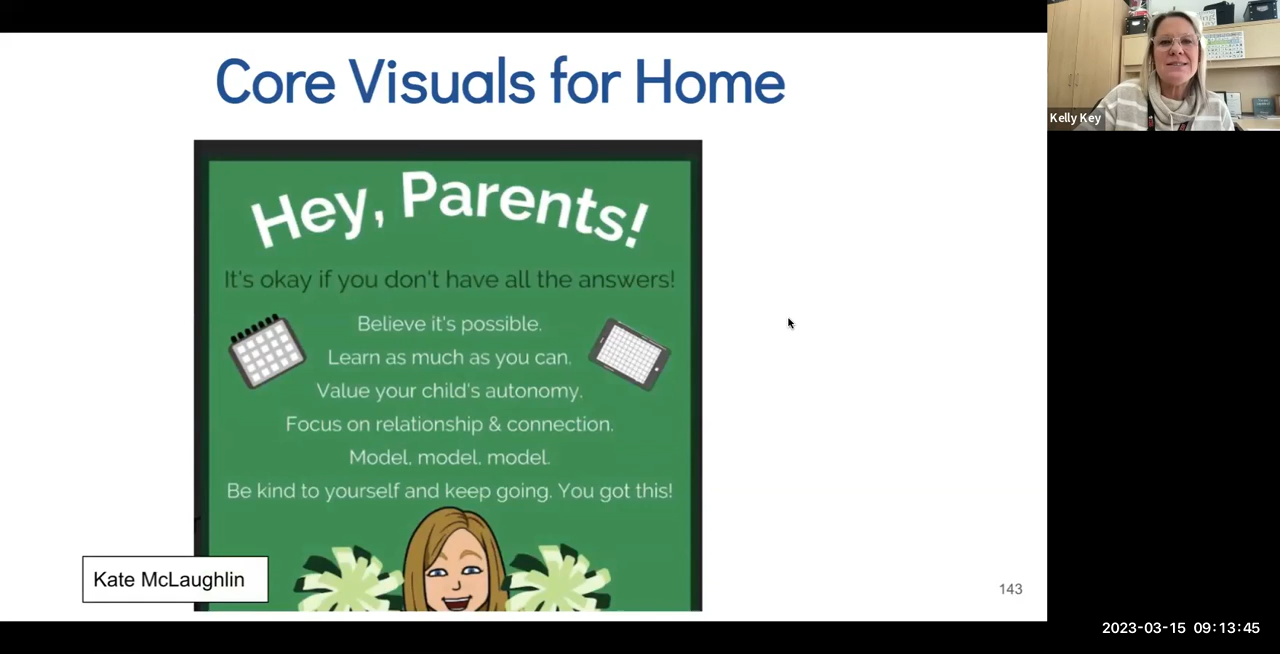 Core Visuals for Home
Kelly Key
Hey, Parents!
It's okay if you don't have all the answers!
Believe it's possible.
Learn as much as you can.
Value your child's autonomy.
Focus on relationship & connection.
Model, model, model.
Be kind to yourself and keep going. You got this!
Kate McLaughlin
143
2023-03-15 09:13:45